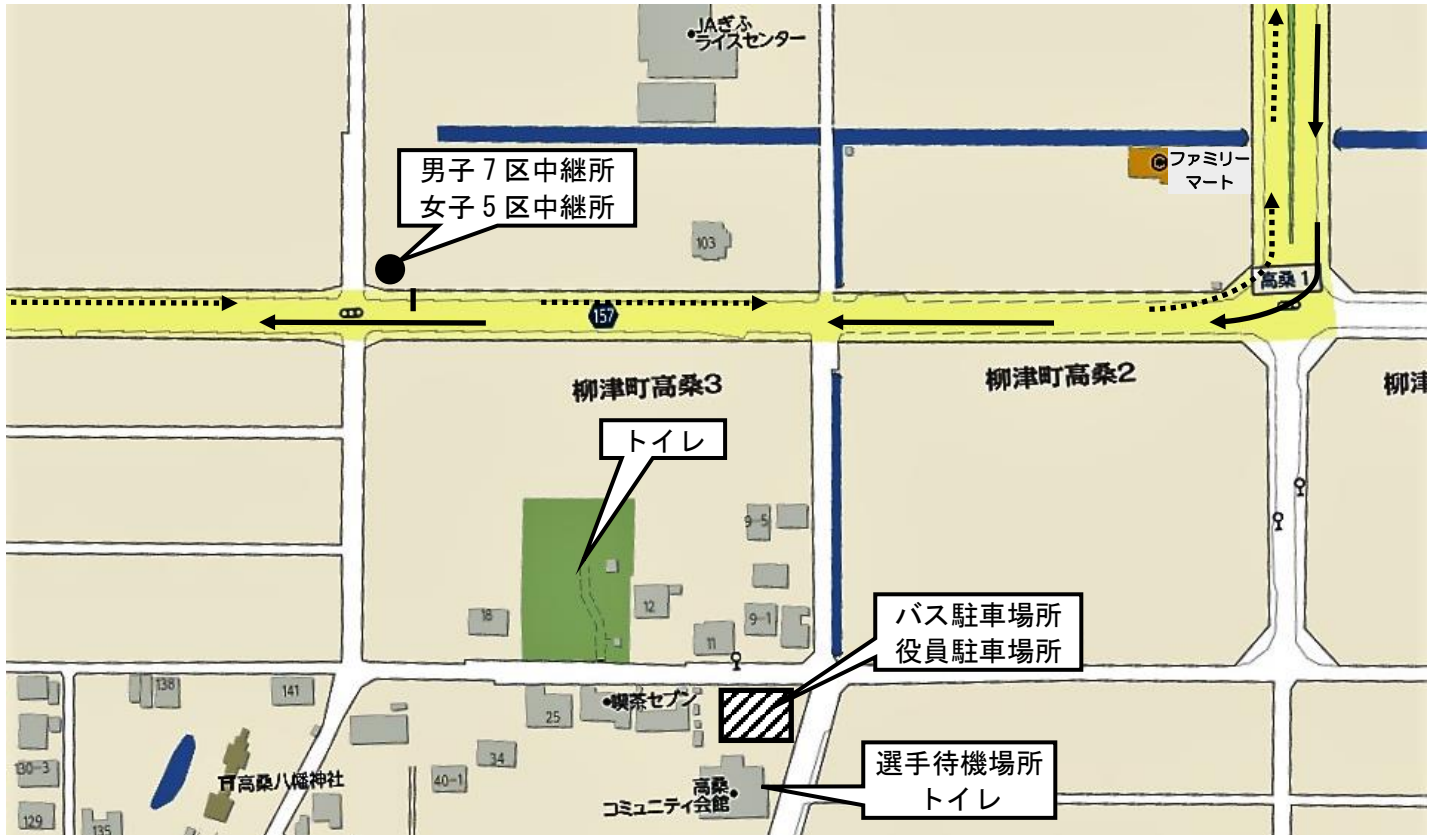 JAぎふ
ライスセンター
ファミリー
マート
男子7区中継所
女子5区中継所
103
高桑1
157
柳津町高桑3
柳津町高桑2
柳津
トイレ
9-5
12
18
9-1
11
バス駐車場所
役員駐車場所
138
141
喫茶セブン
25
34
130-3
高桑八幡神社
40-1
高桑
コミュニティ会館
選手待機場所
トイレ
129
135